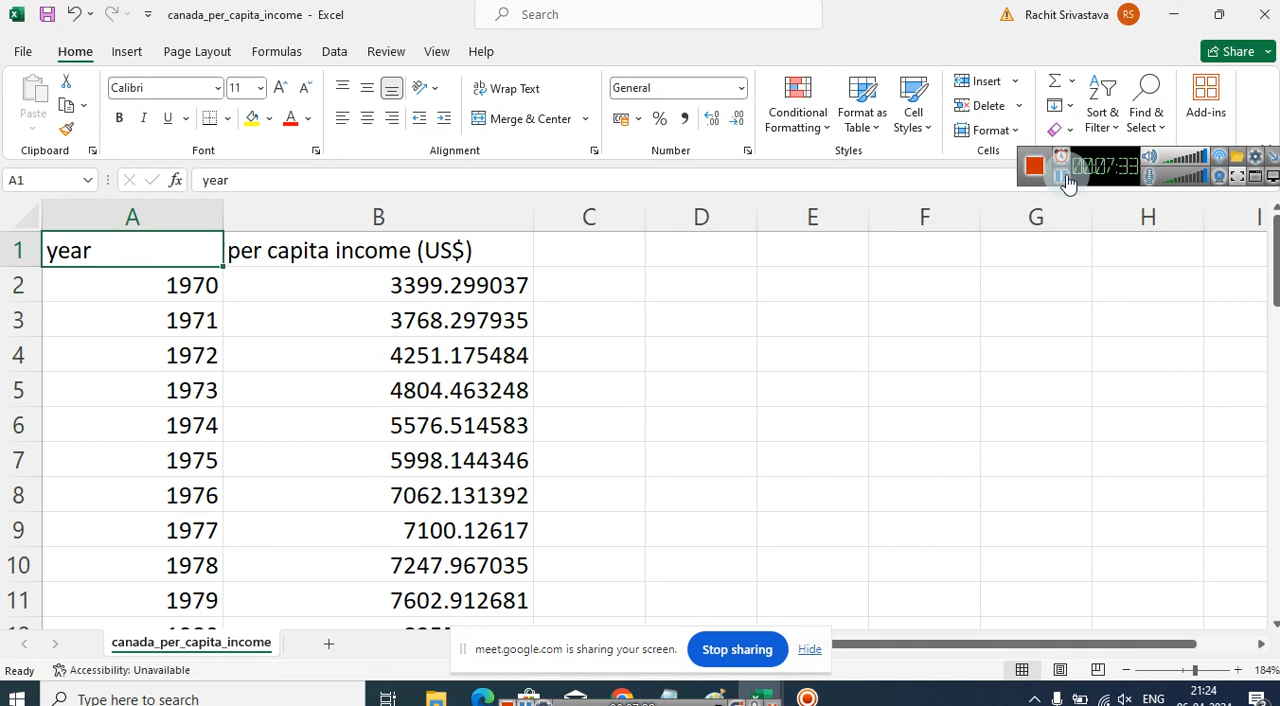 canada_per_capita_income - Excel
Search
Rachit Srivastava
RS
File Home Insert Page Layout Formulas Data Review View Help
Share
Paste
Calibri 11
B I U
Wrap Text
Merge & Center
General
Conditional Formatting
Format as Table
Cell Styles
Insert
Delete
Format
Sort & Filter
Find & Select
Add-ins
Clipboard Font Alignment Number Styles Cells
00:07:33
A1 fx year
A B C D E F G H I
1 year per capita income (US$)
2 1970 3399.299037
3 1971 3768.297935
4 1972 4251.175484
5 1973 4804.463248
6 1974 5576.514583
7 1975 5998.144346
8 1976 7062.131392
9 1977 7100.12617
10 1978 7247.967035
11 1979 7602.912681
canada_per_capita_income
meet.google.com is sharing your screen. Stop sharing Hide
Ready Accessibility: Unavailable 184%
Type here to search
ENG
21:24